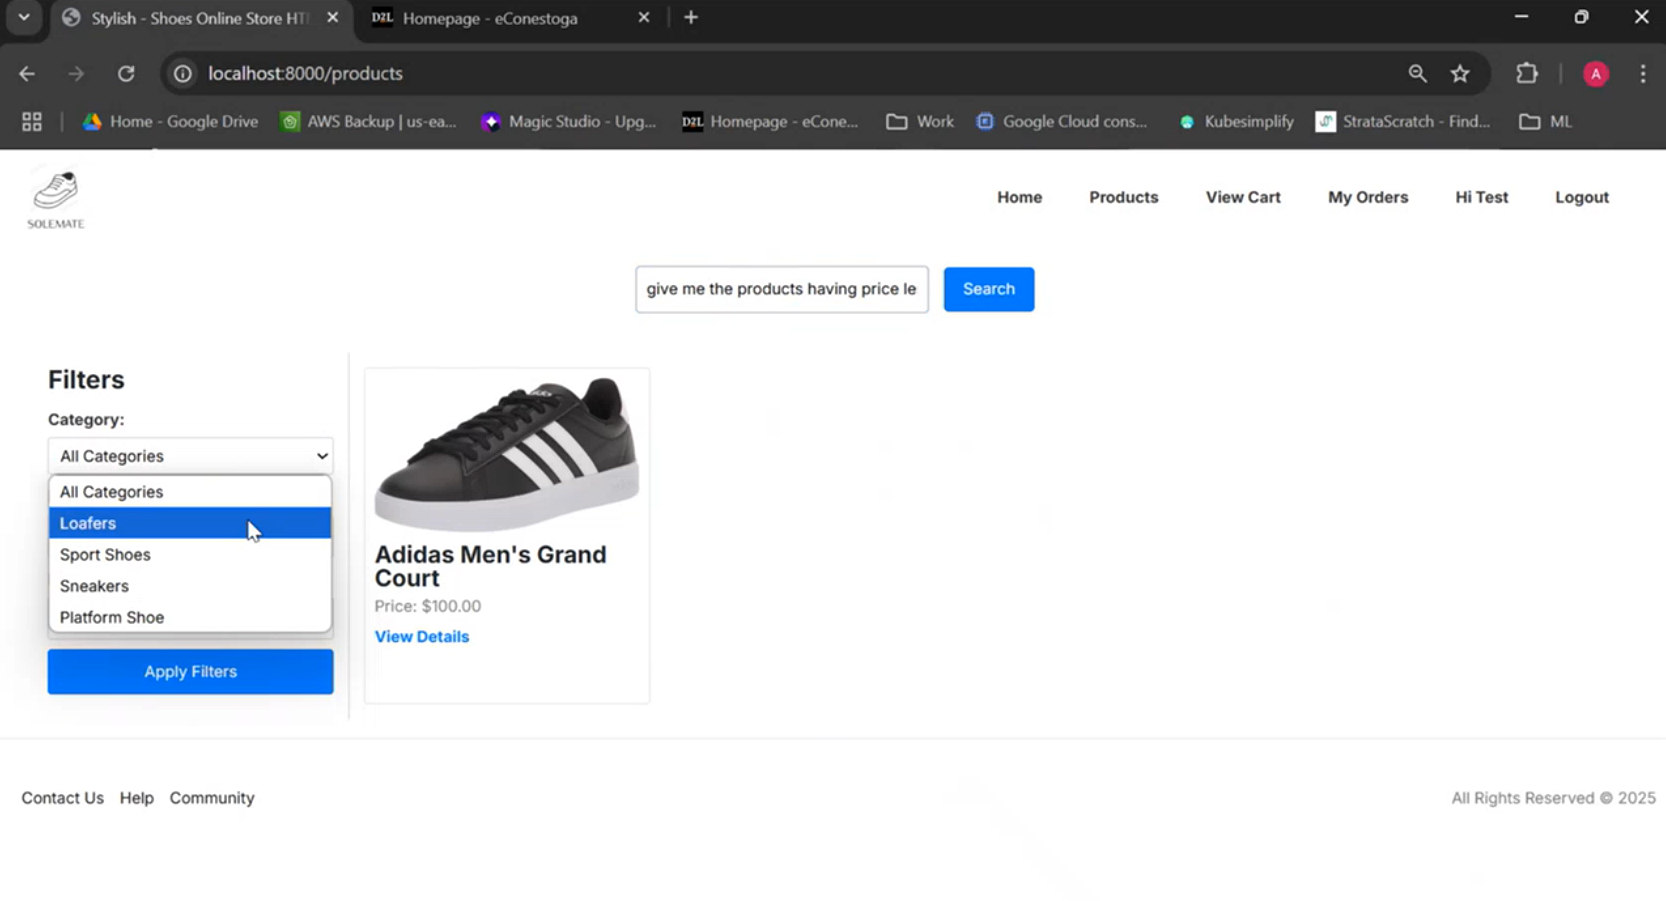 Stylish - Shoes Online Store HT
D2L Homepage - eConestoga
localhost:8000/products
A
Home - Google Drive
AWS Backup | us-ea...
Magic Studio - Upg...
D2L Homepage - eCone...
Work
Google Cloud cons...
Kubesimplify
StrataScratch - Find...
ML
SOLEMATE
Home Products View Cart My Orders Hi Test Logout
give me the products having price le
Search
Filters
Category:
All Categories
All Categories
Loafers
Sport Shoes
Sneakers
Platform Shoe
Apply Filters
Adidas Men's Grand
Court
Price: $100.00
View Details
Contact Us Help Community
All Rights Reserved © 2025